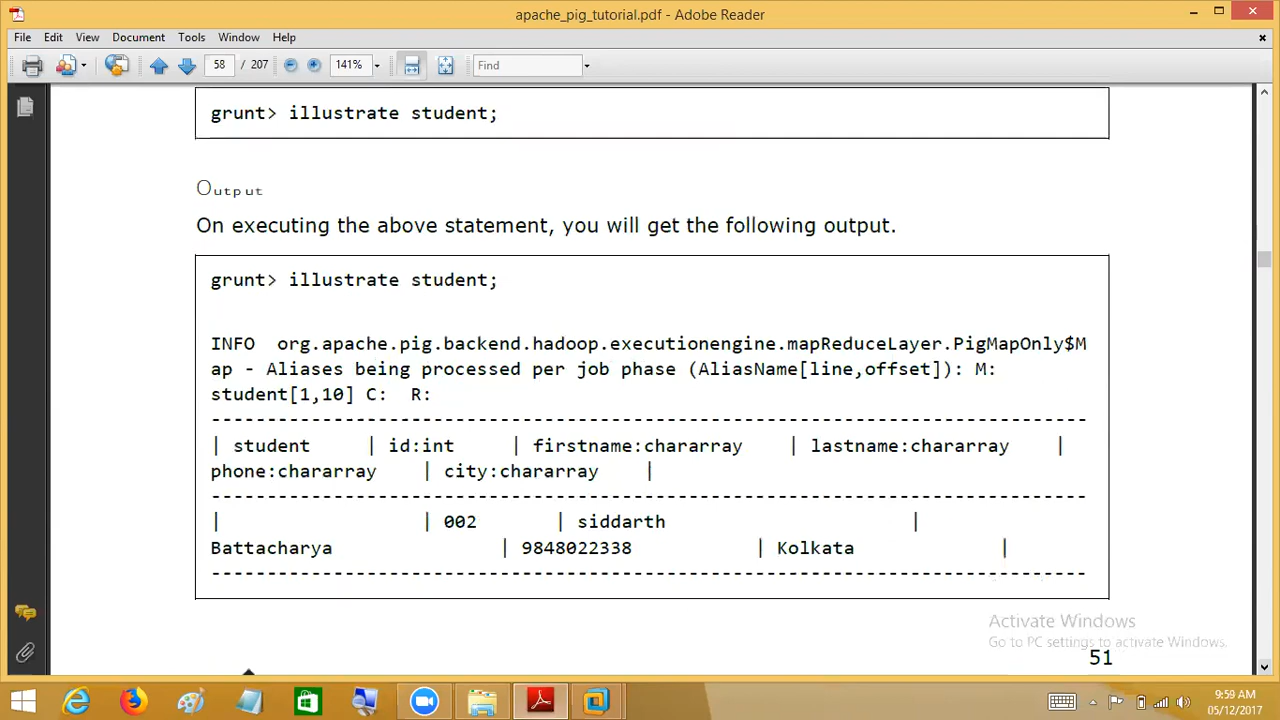 apache_pig_tutorial.pdf - Adobe Reader
File Edit View Document Tools Window Help
58 / 207 141% Find
grunt> illustrate student;
Output
On executing the above statement, you will get the following output.
grunt> illustrate student;
INFO org.apache.pig.backend.hadoop.executionengine.mapReduceLayer.PigMapOnly$M
ap - Aliases being processed per job phase (AliasName[line,offset]): M:
student[1,10] C: R:
-------------------------------------------------------------------------------
| student | id:int | firstname:chararray | lastname:chararray |
phone:chararray | city:chararray |
-------------------------------------------------------------------------------
| | 002 | siddarth |
Battacharya | 9848022338 | Kolkata |
-------------------------------------------------------------------------------
Activate Windows
Go to PC settings to activate Windows.
51
9:59 AM
05/12/2017